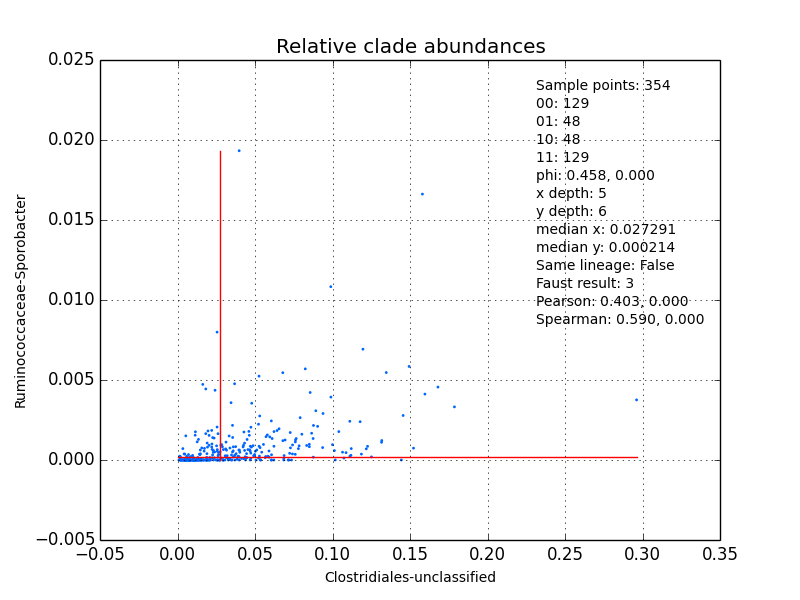 Relative clade abundances
0.025
0.020
0.015
0.010
0.005
0.000
−0.005
Ruminococcaceae-Sporobacter
Sample points: 354
00: 129
01: 48
10: 48
11: 129
phi: 0.458, 0.000
x depth: 5
y depth: 6
median x: 0.027291
median y: 0.000214
Same lineage: False
Faust result: 3
Pearson: 0.403, 0.000
Spearman: 0.590, 0.000
−0.05 0.00 0.05 0.10 0.15 0.20 0.25 0.30 0.35
Clostridiales-unclassified